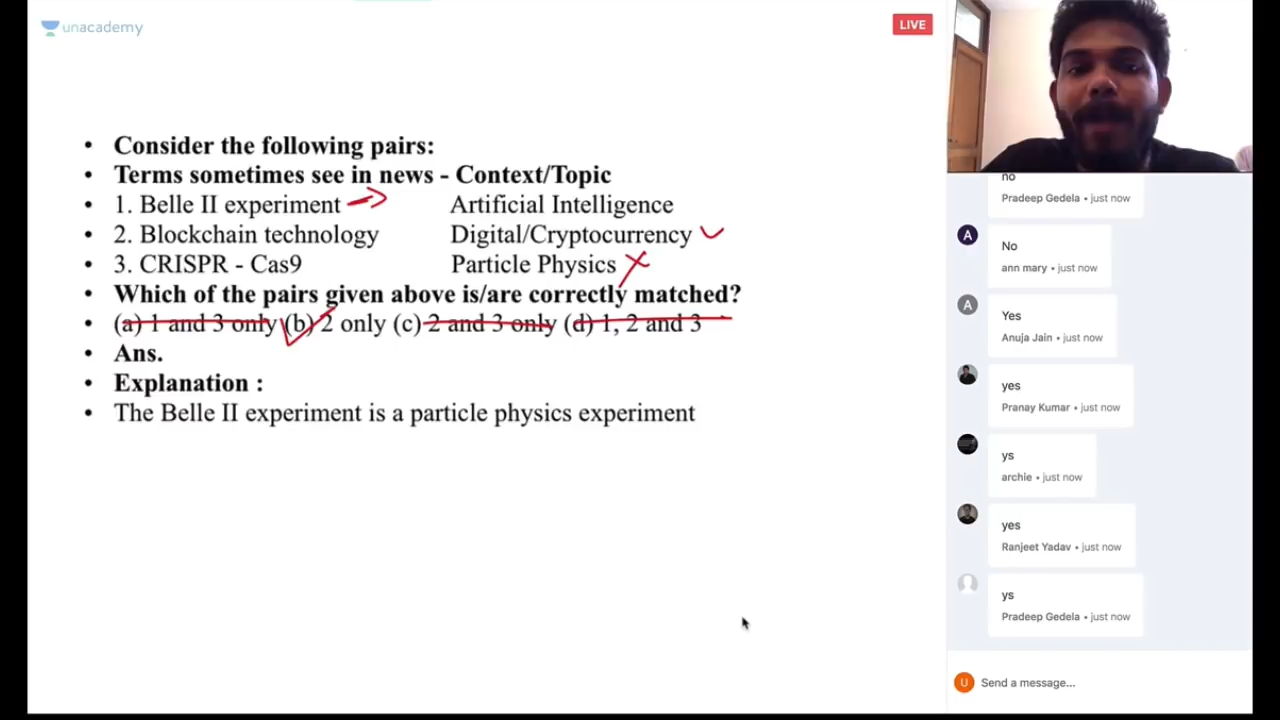 unacademy
LIVE
• Consider the following pairs:
• Terms sometimes see in news - Context/Topic
• 1. Belle II experiment Artificial Intelligence
• 2. Blockchain technology Digital/Cryptocurrency
• 3. CRISPR - Cas9 Particle Physics
• Which of the pairs given above is/are correctly matched?
• (a) 1 and 3 only (b) 2 only (c) 2 and 3 only (d) 1, 2 and 3
• Ans.
• Explanation :
• The Belle II experiment is a particle physics experiment
no
Pradeep Gedela • just now
A
No
ann mary • just now
A
Yes
Anuja Jain • just now
yes
Pranay Kumar • just now
ys
archie • just now
yes
Ranjeet Yadav • just now
ys
Pradeep Gedela • just now
U
Send a message...